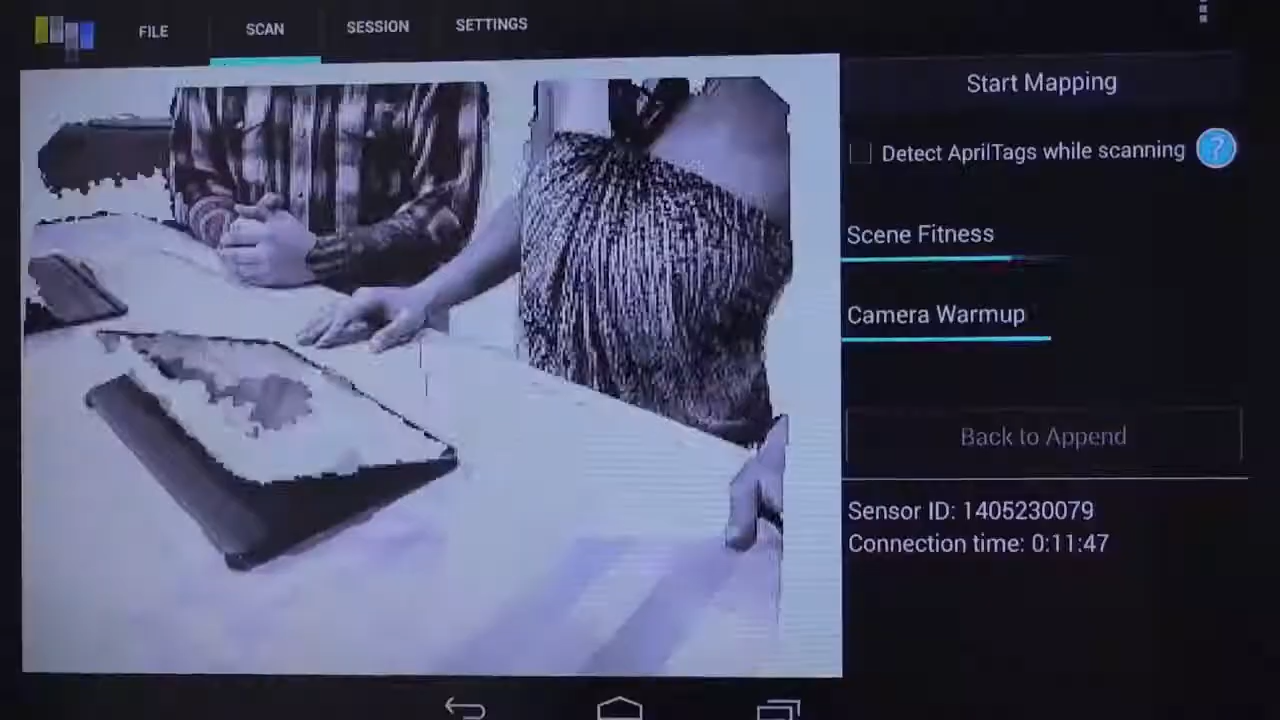 FILE
SCAN
SESSION
SETTINGS
Start Mapping
Detect AprilTags while scanning
?
Scene Fitness
Camera Warmup
Back to Append
Sensor ID: 1405230079
Connection time: 0:11:47